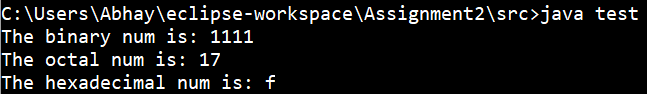 C:\Users\Abhay\eclipse-workspace\Assignment2\src>java test
The binary num is: 1111
The octal num is: 17
The hexadecimal num is: f